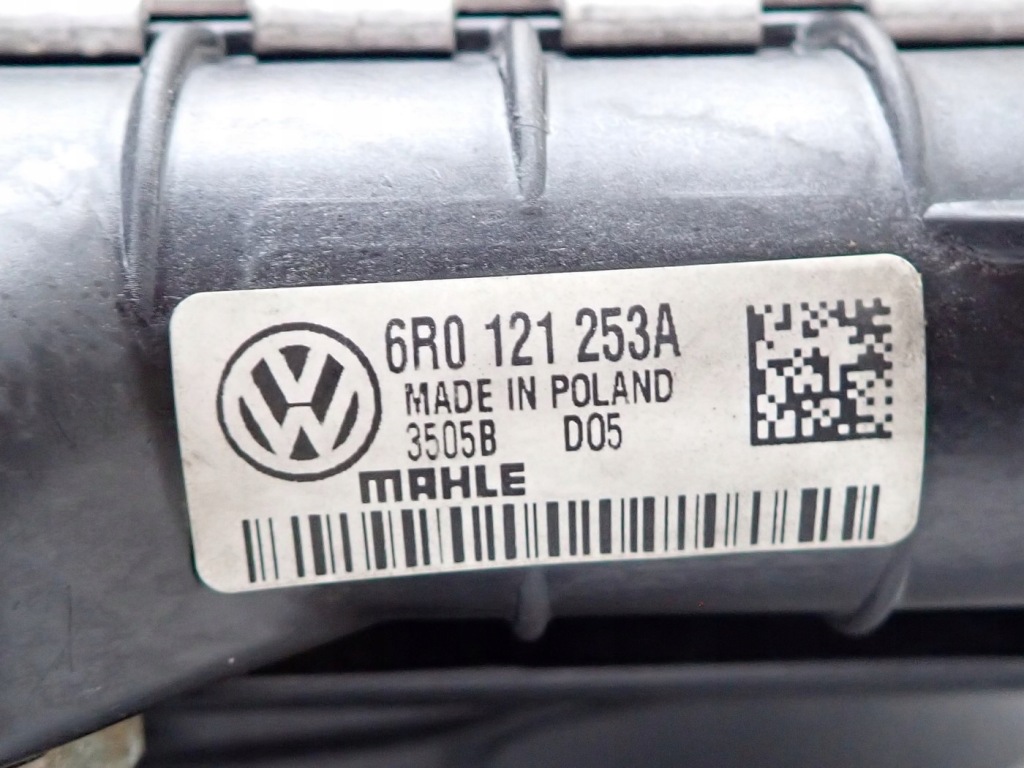 6R0 121 253A
MADE IN POLAND
3505B D05
MAHLE